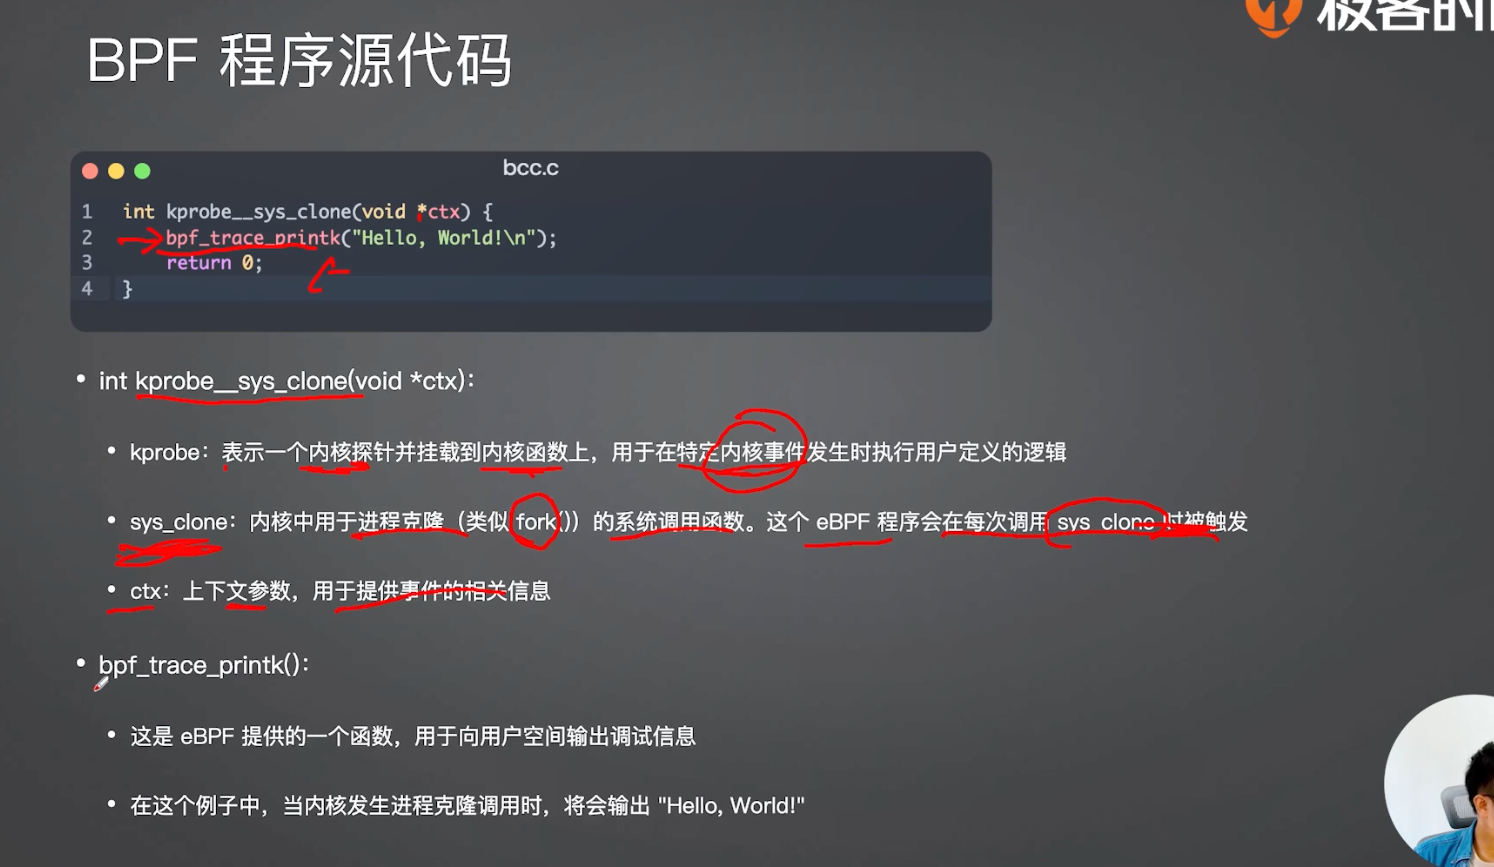 极客时
BPF 程序源代码
bcc.c
1 int kprobe__sys_clone(void *ctx) {
2 bpf_trace_printk("Hello, World!\n");
3 return 0;
4 }
• int kprobe__sys_clone(void *ctx)：
• kprobe：表示一个内核探针并挂载到内核函数上，用于在特定内核事件发生时执行用户定义的逻辑
• sys_clone：内核中用于进程克隆（类似 fork()）的系统调用函数。这个 eBPF 程序会在每次调用 sys_clone 时被触发
• ctx：上下文参数，用于提供事件的相关信息
• bpf_trace_printk()：
• 这是 eBPF 提供的一个函数，用于向用户空间输出调试信息
• 在这个例子中，当内核发生进程克隆调用时，将会输出 "Hello, World!"